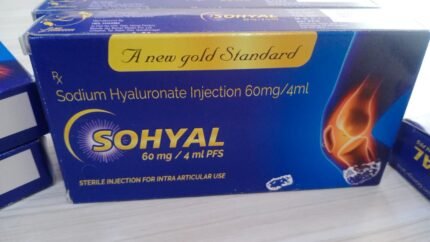 A new gold Standard
Rx
Sodium Hyaluronate Injection 60mg/4ml
SOHYAL
60 mg / 4 ml PFS
STERILE INJECTION FOR INTRA ARTICULAR USE